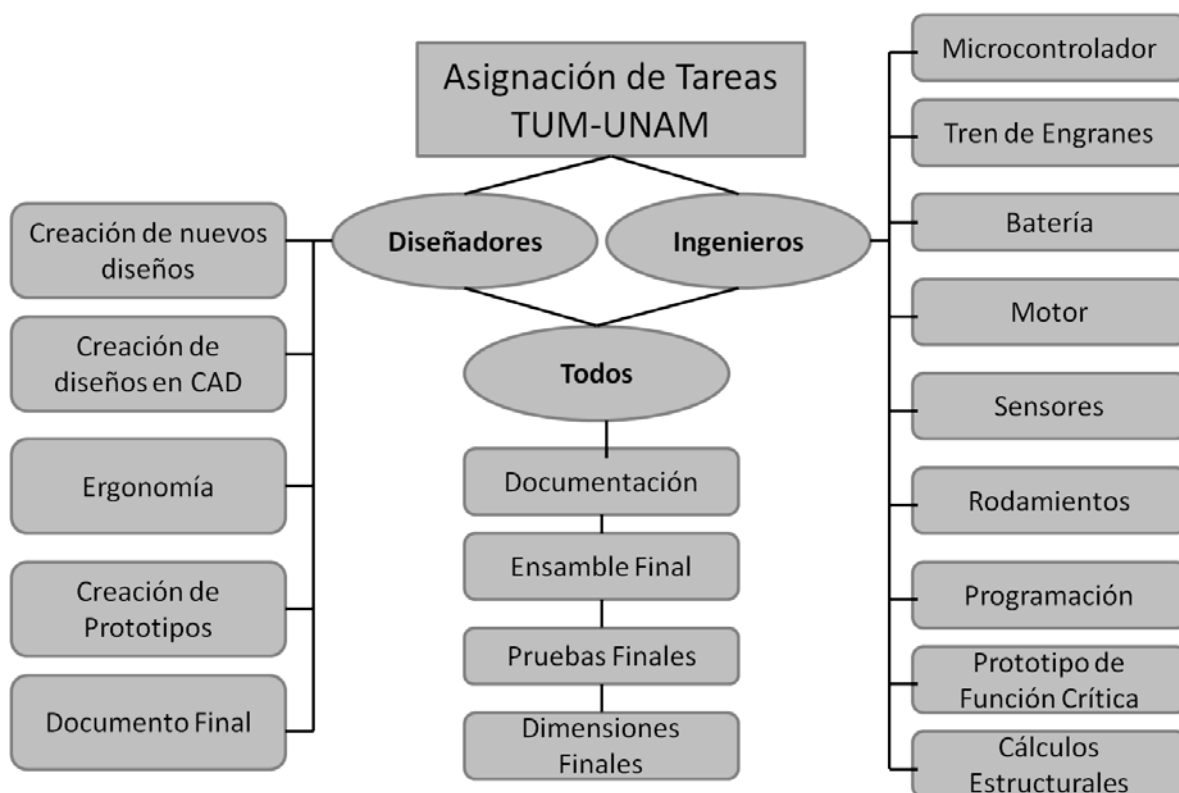 Asignación de Tareas
TUM-UNAM
Diseñadores
Ingenieros
Todos
Creación de nuevos
diseños
Creación de
diseños en CAD
Ergonomía
Creación de
Prototipos
Documento Final
Documentación
Ensamble Final
Pruebas Finales
Dimensiones
Finales
Microcontrolador
Tren de Engranes
Batería
Motor
Sensores
Rodamientos
Programación
Prototipo de
Función Crítica
Cálculos
Estructurales